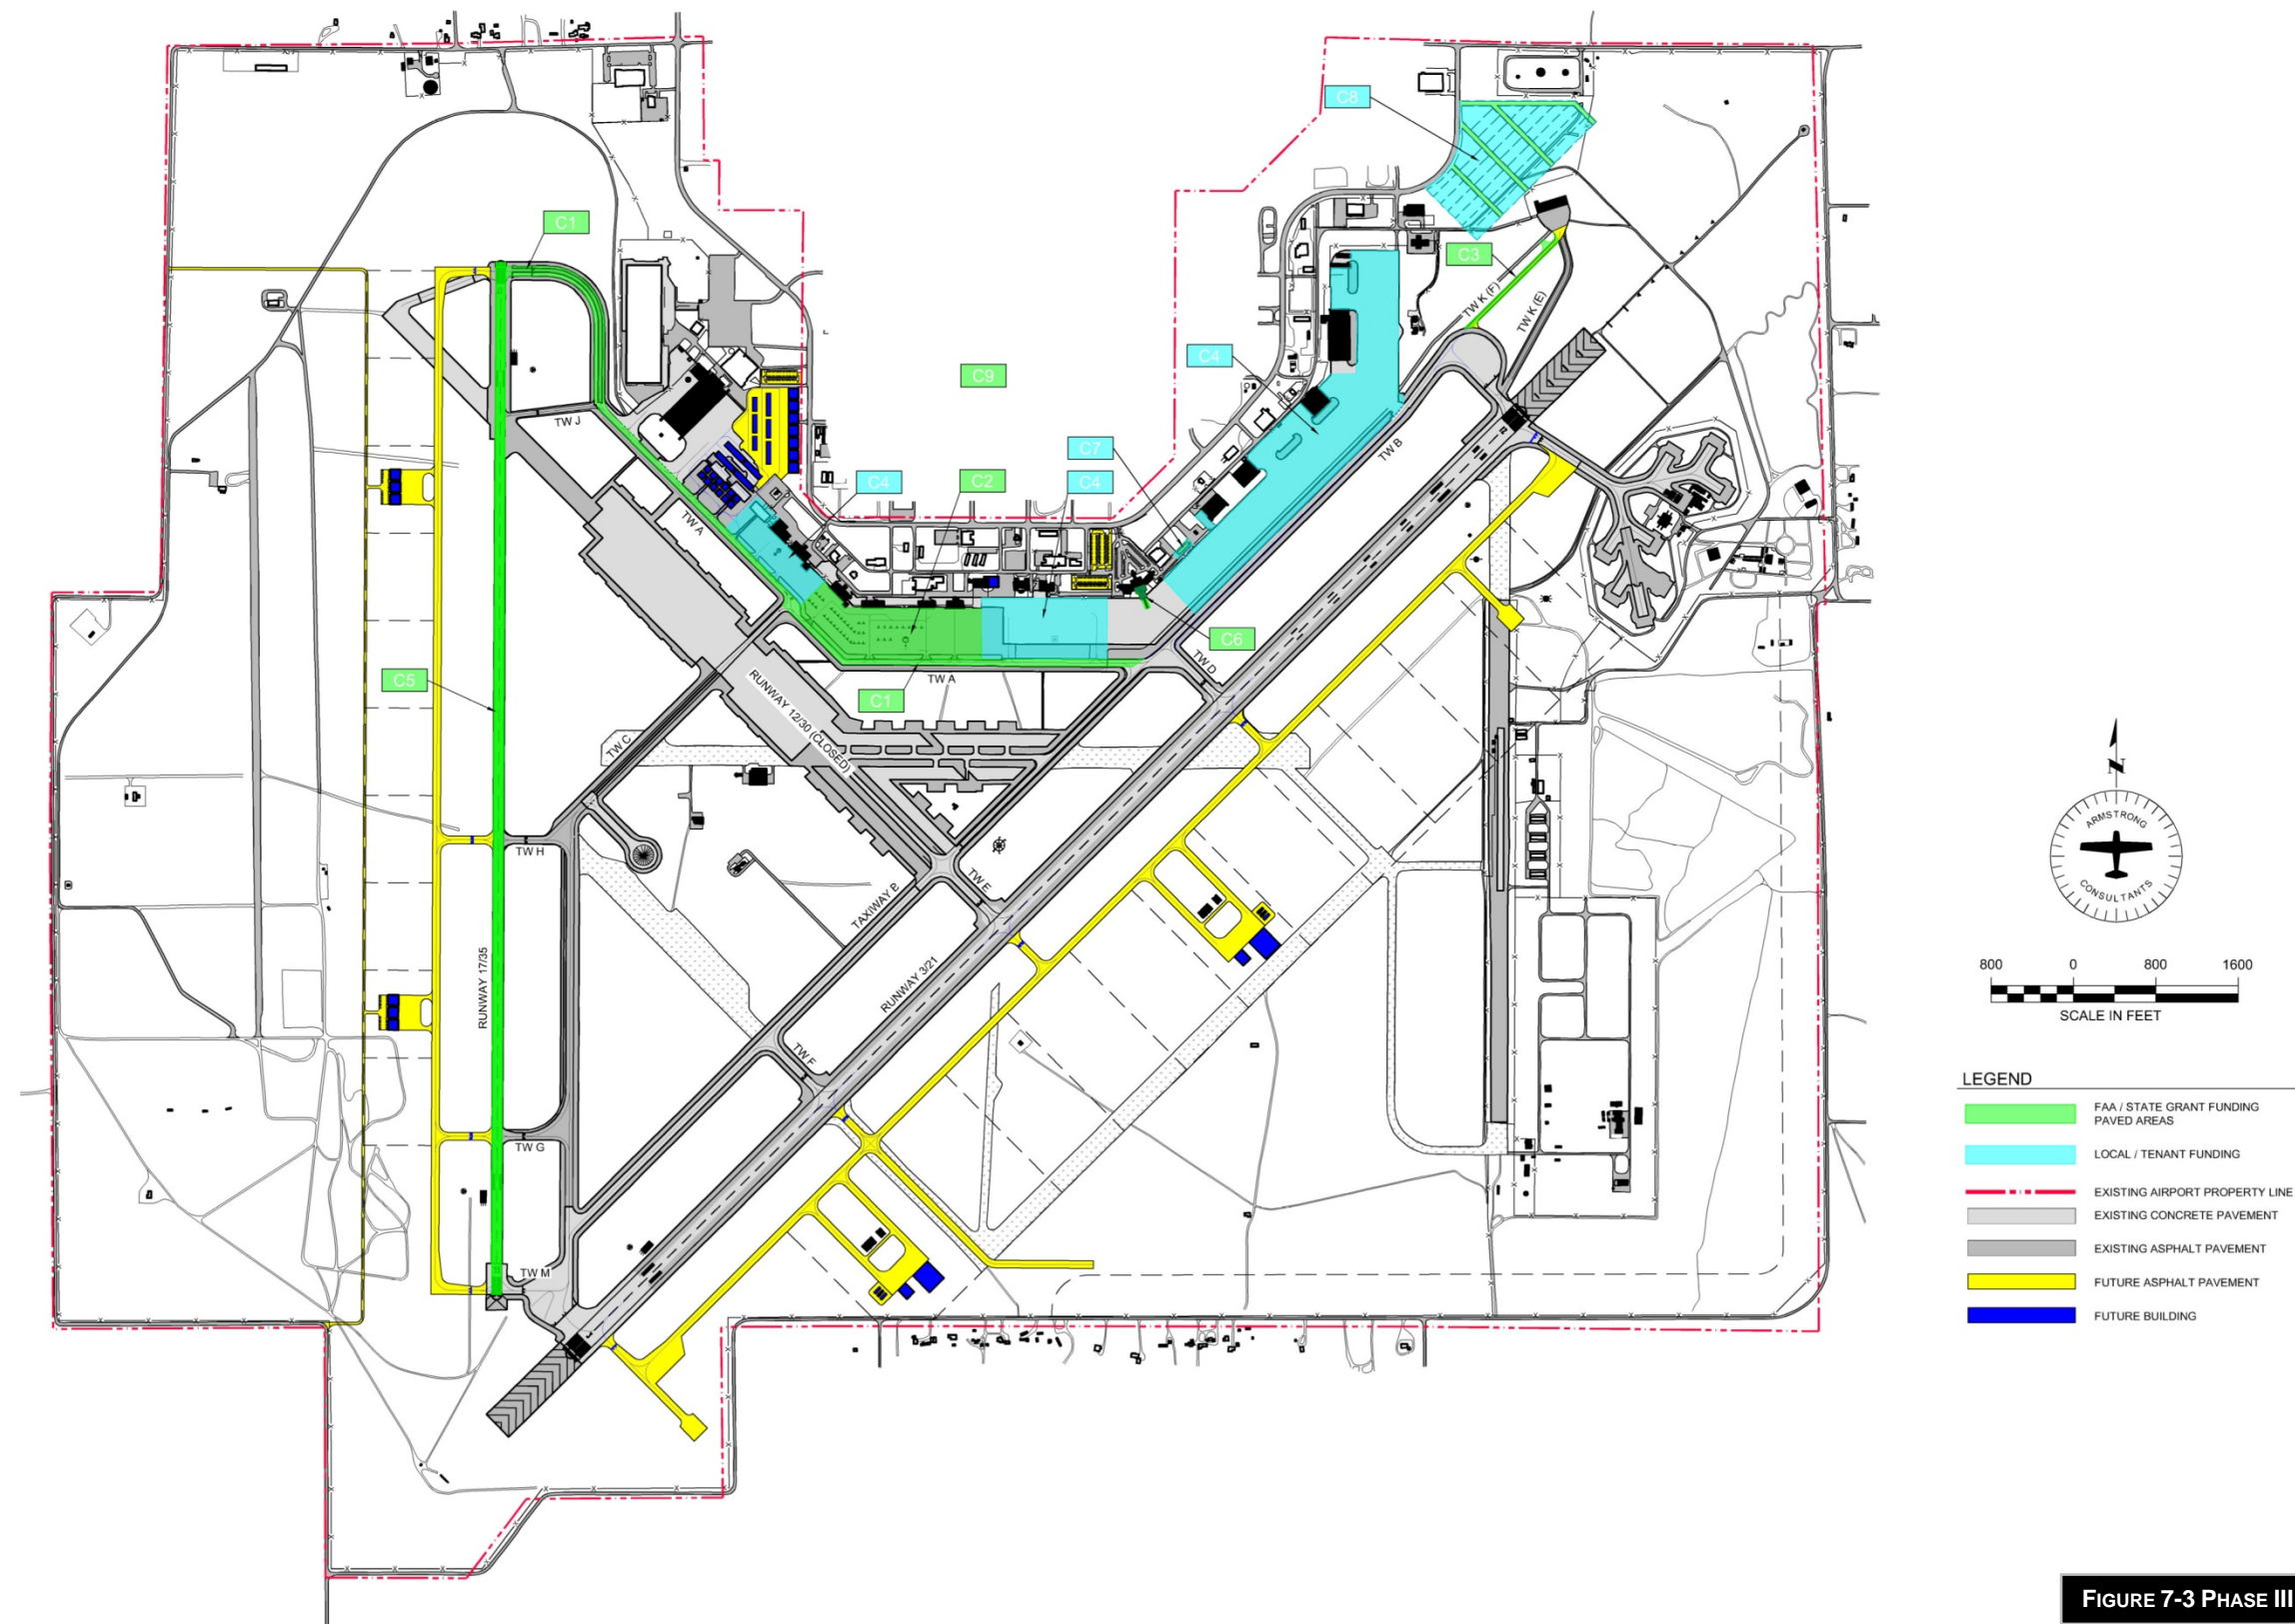 C8
C1
C3
TW K (F)
TW K (E)
C4
C9
TW J
TW B
C7
C4
C2
C4
TW A
C6
TW D
C5
TW A
C1
RUNWAY 12/30 (CLOSED)
TW C
N
ARMSTRONG
CONSULTANTS
TW H
TW E
TAXIWAY B
RUNWAY 17/35
RUNWAY 3/21
800 0 800 1600
SCALE IN FEET
TW F
LEGEND
FAA / STATE GRANT FUNDING
PAVED AREAS
TW G
LOCAL / TENANT FUNDING
EXISTING AIRPORT PROPERTY LINE
EXISTING CONCRETE PAVEMENT
EXISTING ASPHALT PAVEMENT
TW M
FUTURE ASPHALT PAVEMENT
FUTURE BUILDING
FIGURE 7-3 PHASE III